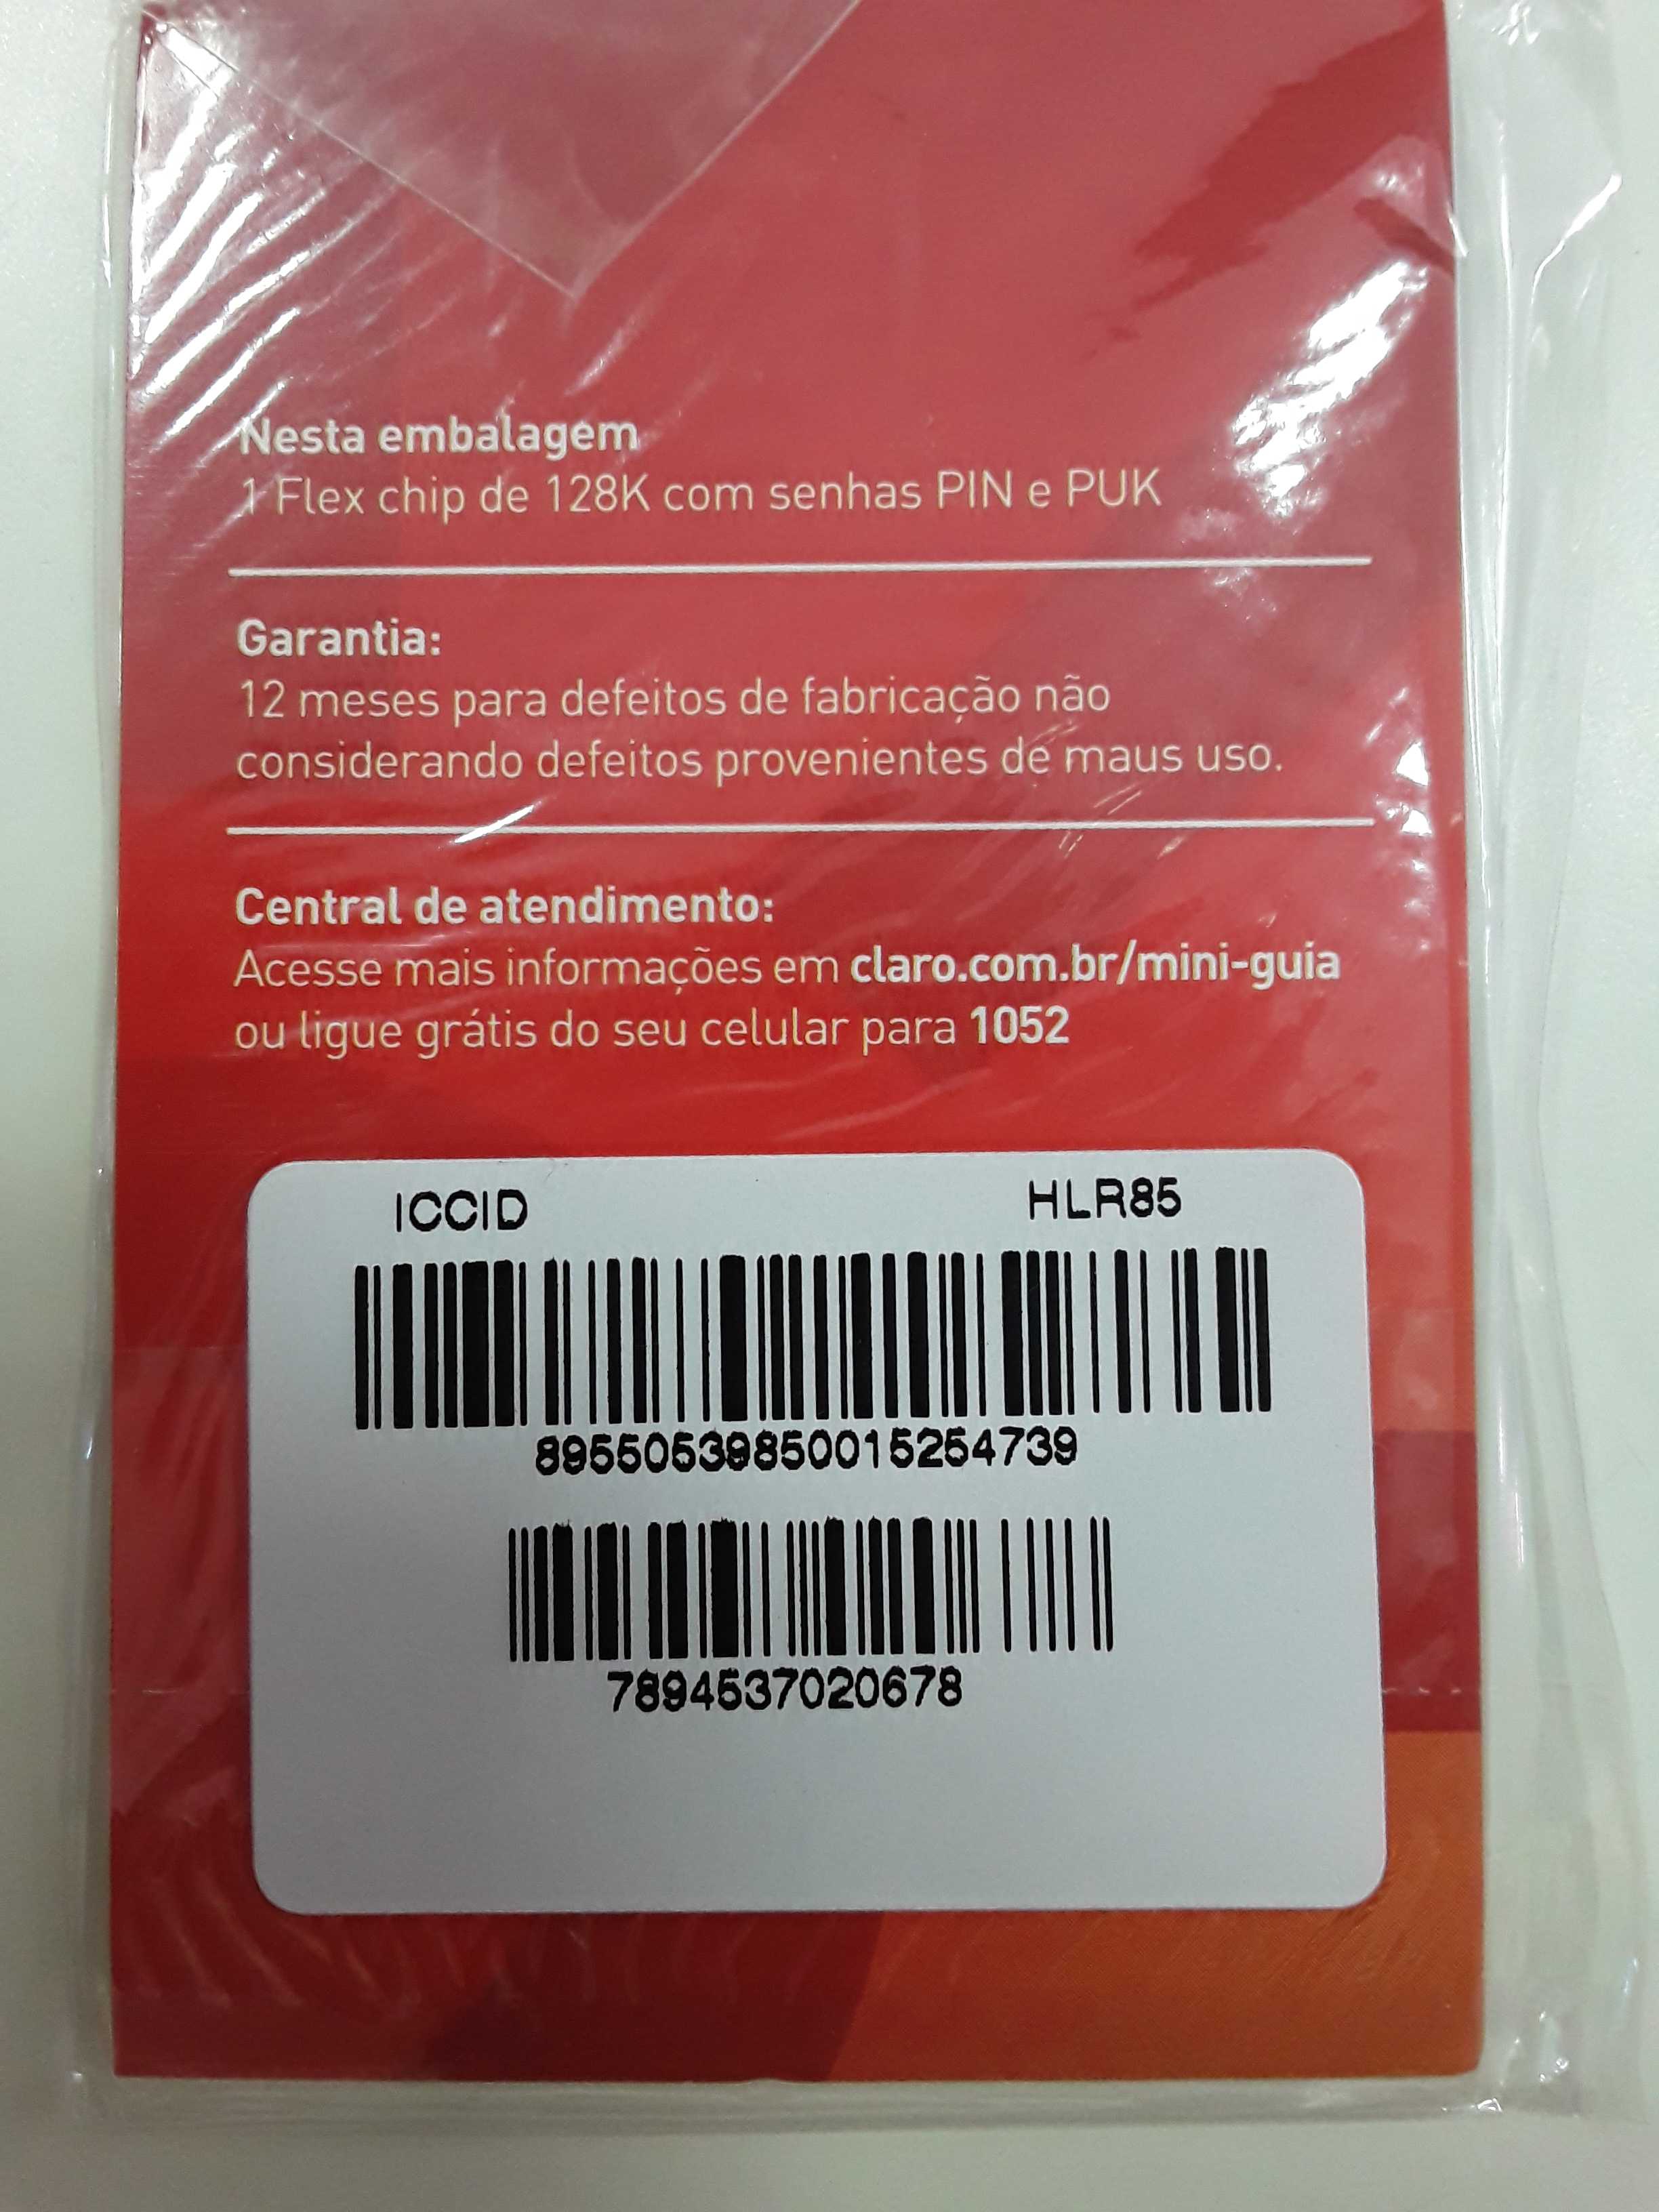 Nesta embalagem
1 Flex chip de 128K com senhas PIN e PUK
Garantia:
12 meses para defeitos de fabricação não
considerando defeitos provenientes de maus uso.
Central de atendimento:
Acesse mais informações em claro.com.br/mini-guia
ou ligue grátis do seu celular para 1052
ICCID HLR85
89550539850015254739
7894537020678